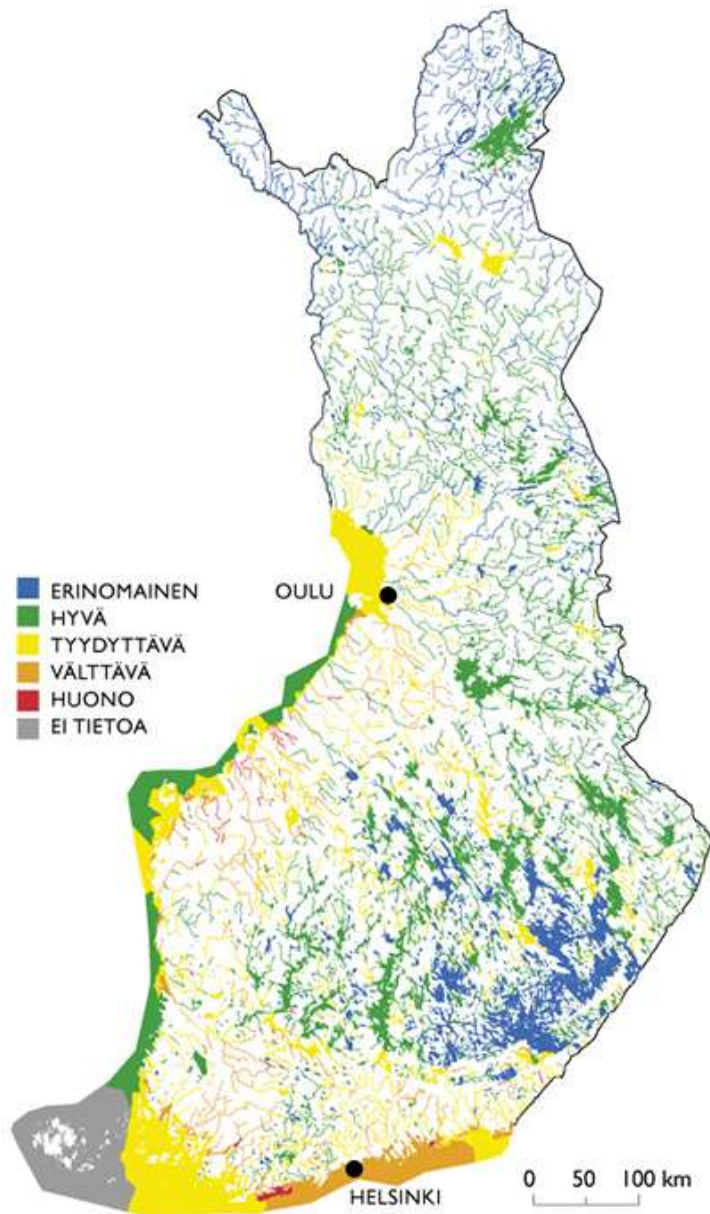 ERINOMAINEN
HYVÄ
TYYDYTTÄVÄ
VÄLTTÄVÄ
HUONO
EI TIETOA
OULU
HELSINKI
0 50 100 km